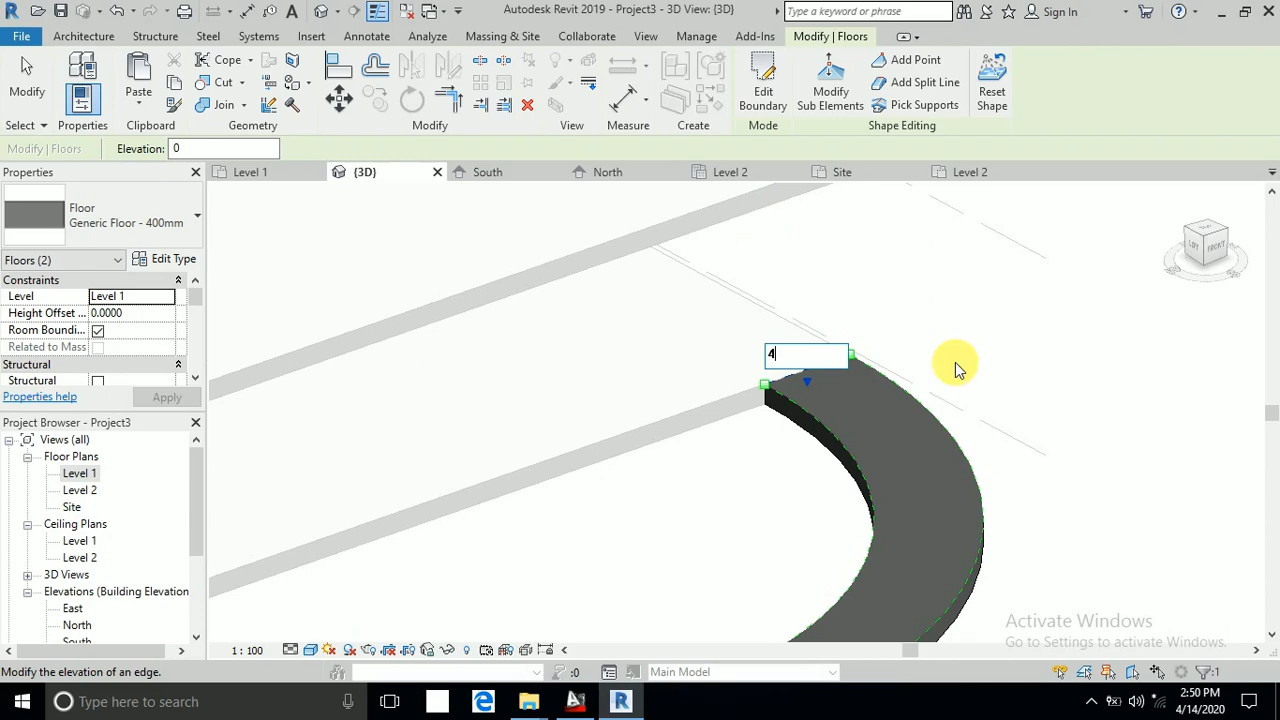 Autodesk Revit 2019 - Project3 - 3D View: {3D}
Type a keyword or phrase
Sign In
File Architecture Structure Steel Systems Insert Annotate Analyze Massing & Site Collaborate View Manage Add-Ins Modify | Floors
Modify
Paste
Cope
Cut
Join
Edit
Boundary
Modify
Sub Elements
Add Point
Add Split Line
Pick Supports
Reset
Shape
Select Properties Clipboard Geometry Modify View Measure Create Mode Shape Editing
Modify | Floors Elevation: 0
Level 1 {3D} South North Level 2 Site Level 2
Properties
Floor
Generic Floor - 400mm
Floors (2) Edit Type
Constraints
Level Level 1
Height Offset ... 0.0000
Room Boundi...
Related to Mass
Structural
Structural
Properties help Apply
Project Browser - Project3
Views (all)
Floor Plans
Level 1
Level 2
Site
Ceiling Plans
Level 1
Level 2
3D Views
Elevations (Building Elevation
East
North
South
4
LEFT FRONT
Activate Windows
Go to Settings to activate Windows.
1 : 100
Modify the elevation of an edge. :0 Main Model :1
Type here to search
2:50 PM
4/14/2020